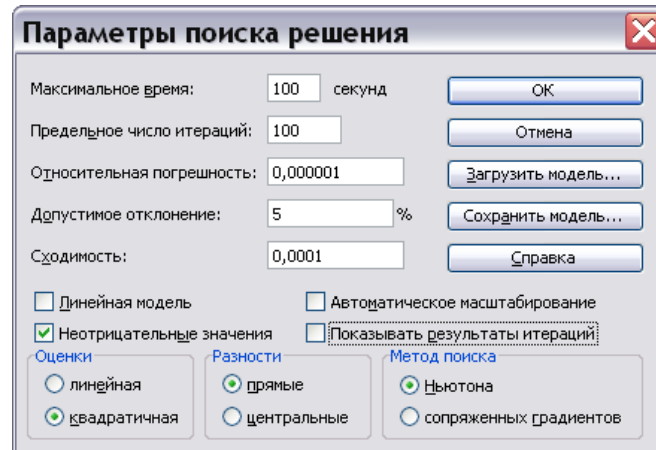 Параметры поиска решения
Максимальное время: 100 секунд OK
Предельное число итераций: 100 Отмена
Относительная погрешность: 0,000001 Загрузить модель...
Допустимое отклонение: 5 % Сохранить модель...
Сходимость: 0,0001 Справка
Линейная модель Автоматическое масштабирование
Неотрицательные значения Показывать результаты итераций
Оценки Разности Метод поиска
линейная прямые Ньютона
квадратичная центральные сопряженных градиентов